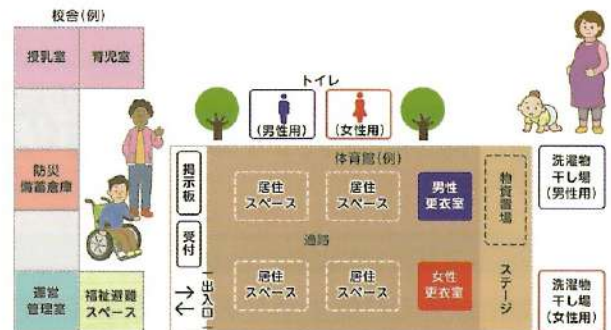 校舎(例)
授乳室
育児室
防災
備蓄倉庫
運営
管理室
福祉避難
スペース
トイレ
(男性用)
(女性用)
体育館(例)
掲示板
受付
出入口
居住
スペース
居住
スペース
男性
更衣室
物資置場
通路
居住
スペース
居住
スペース
女性
更衣室
ステージ
洗濯物
干し場
(男性用)
洗濯物
干し場
(女性用)